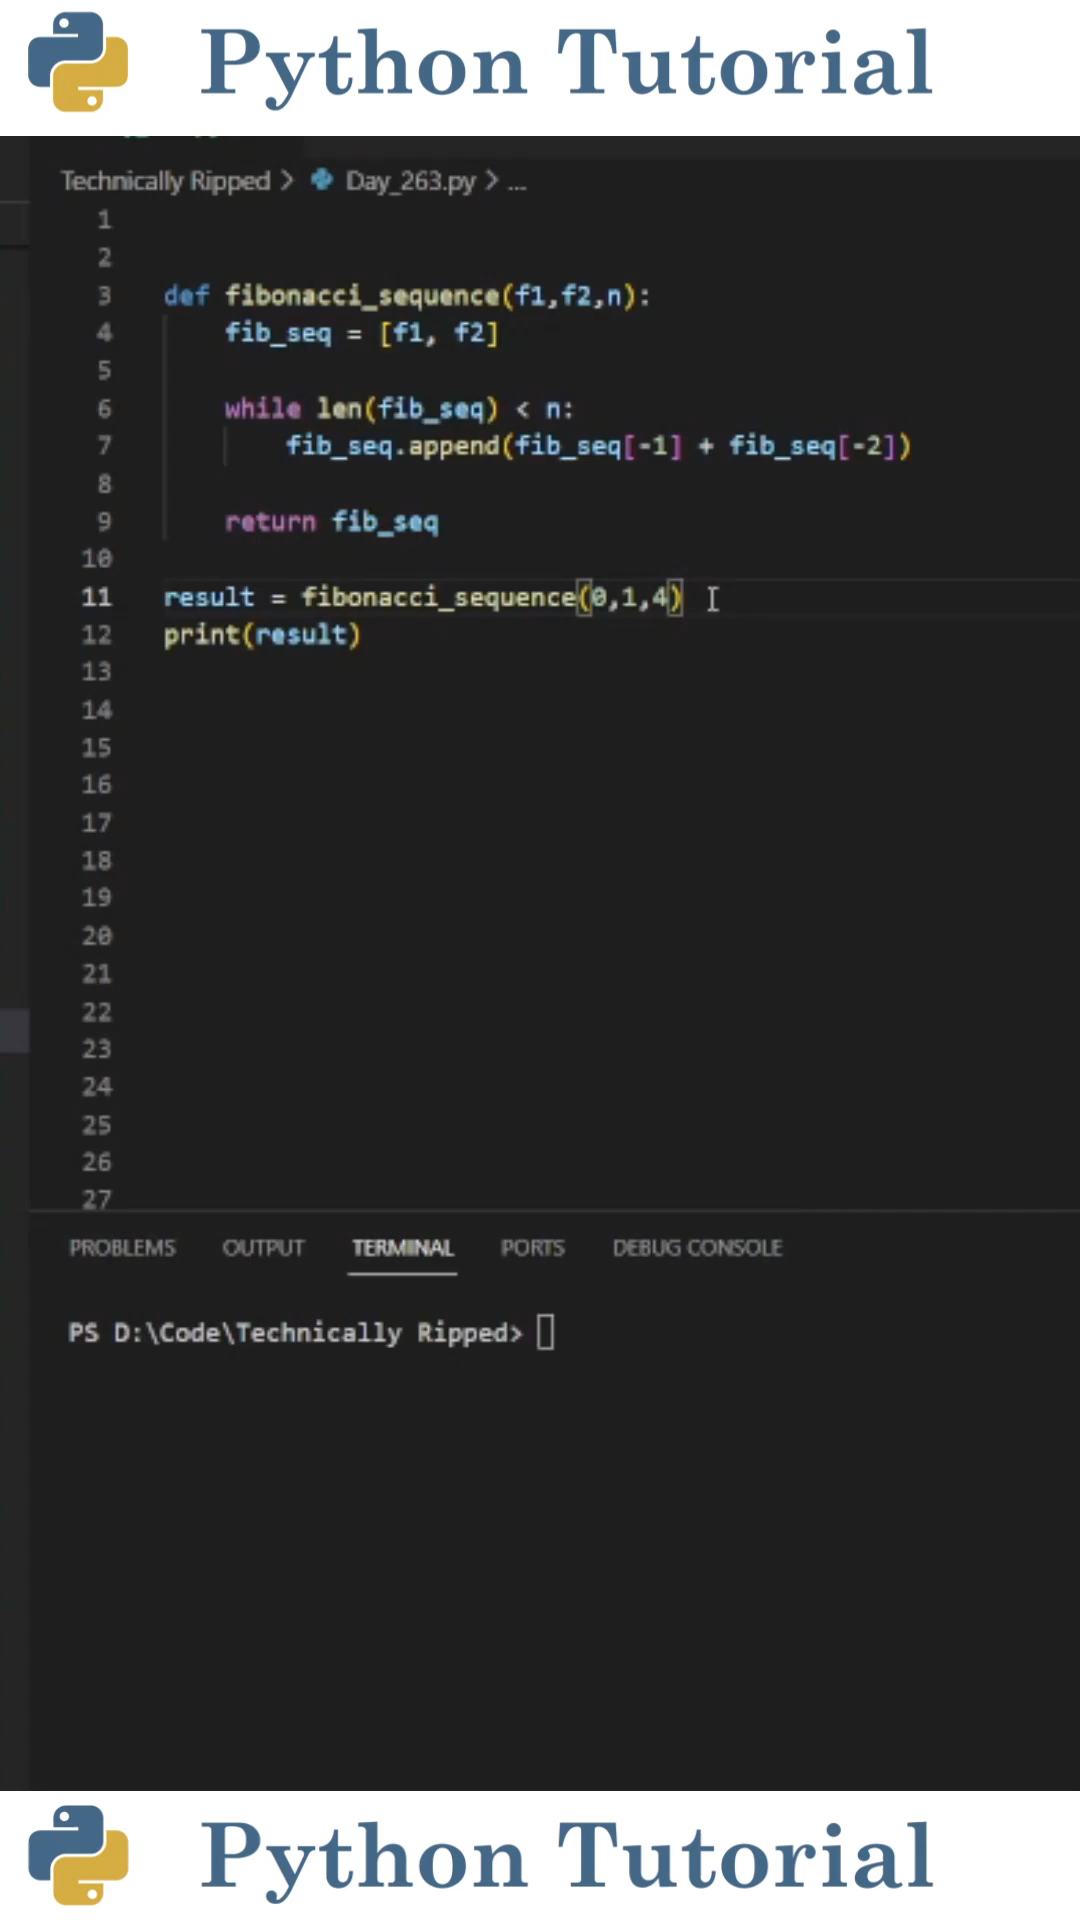 Python Tutorial
Technically Ripped > Day_263.py > ...
1
2
3 def fibonacci_sequence(f1,f2,n):
4 fib_seq = [f1, f2]
5
6 while len(fib_seq) < n:
7 fib_seq.append(fib_seq[-1] + fib_seq[-2])
8
9 return fib_seq
10
11 result = fibonacci_sequence(0,1,4)
12 print(result)
13
14
15
16
17
18
19
20
21
22
23
24
25
26
27
PROBLEMS OUTPUT TERMINAL PORTS DEBUG CONSOLE
PS D:\Code\Technically Ripped>
Python Tutorial